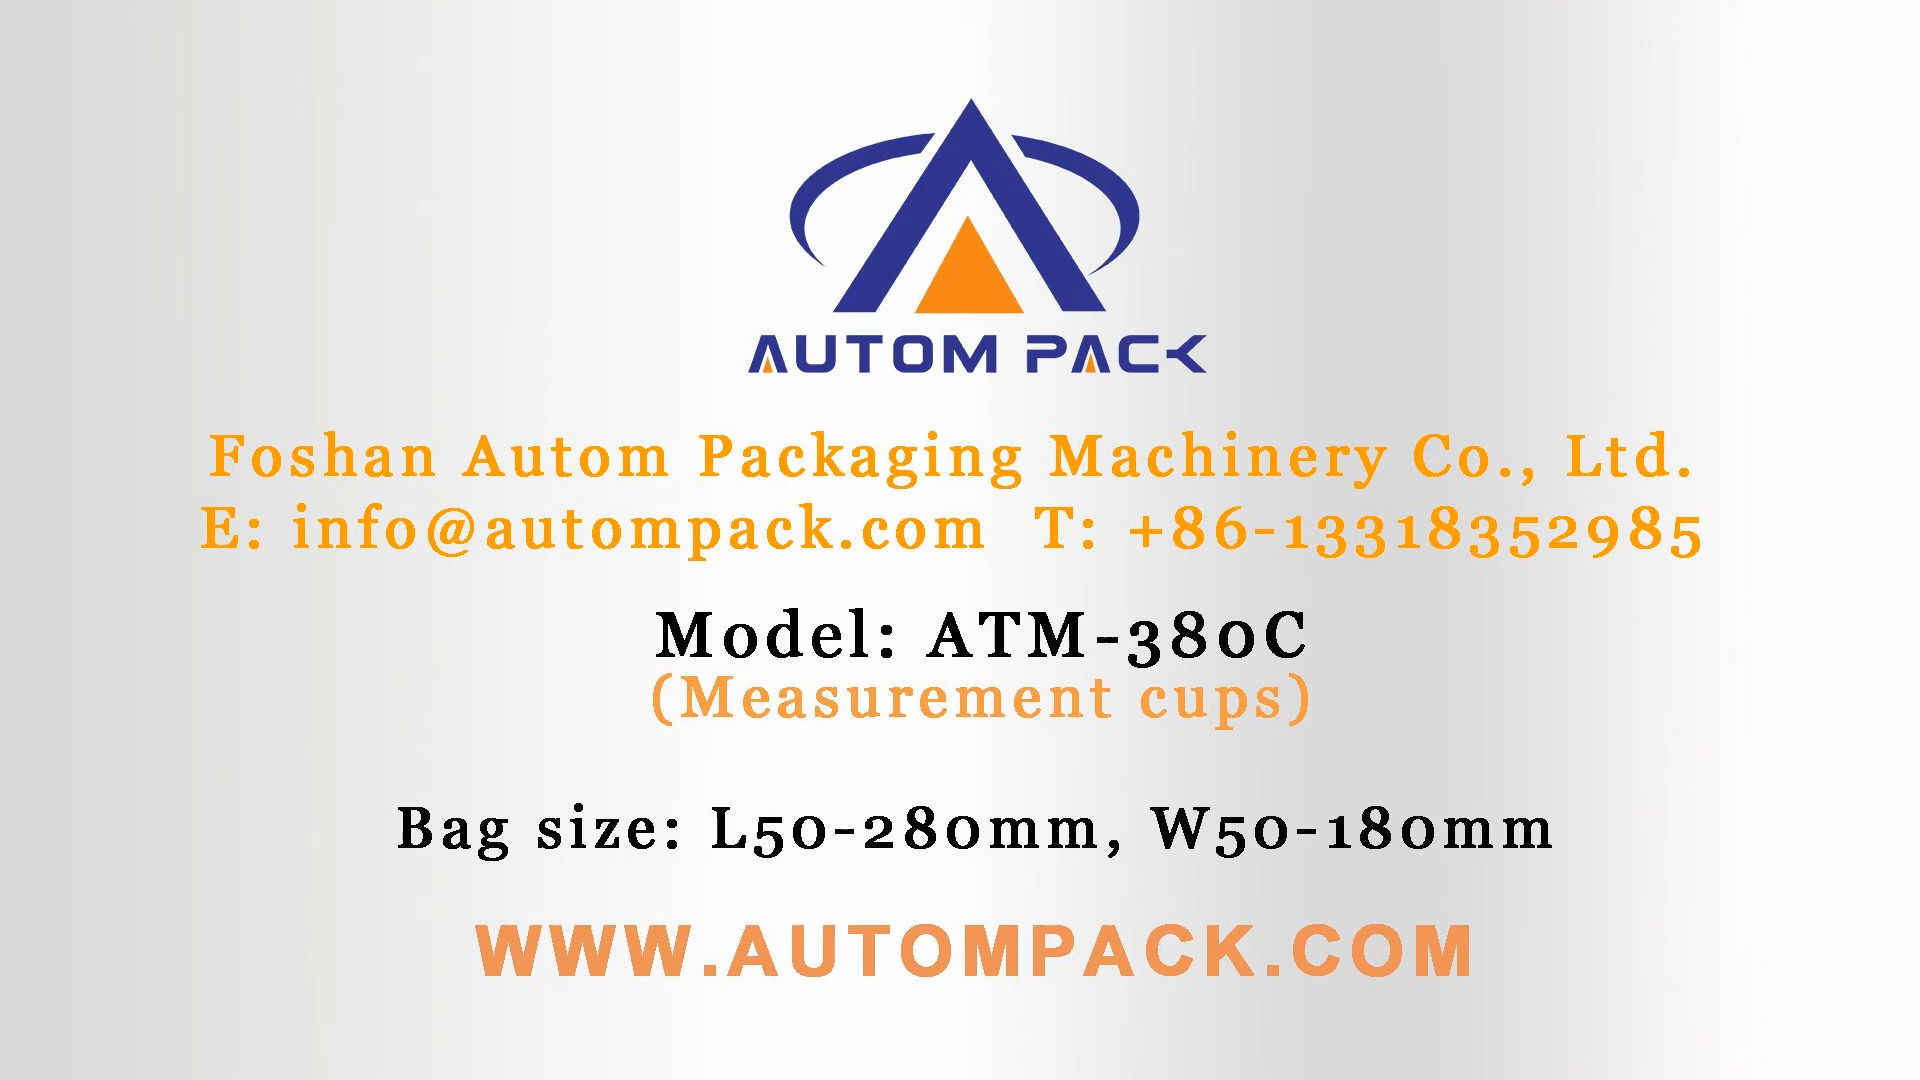 AUTOM PACK
Foshan Autom Packaging Machinery Co., Ltd.
E: info@autompack.com T: +86-13318352985
Model: ATM-380C
(Measurement cups)
Bag size: L50-280mm, W50-180mm
WWW.AUTOMPACK.COM